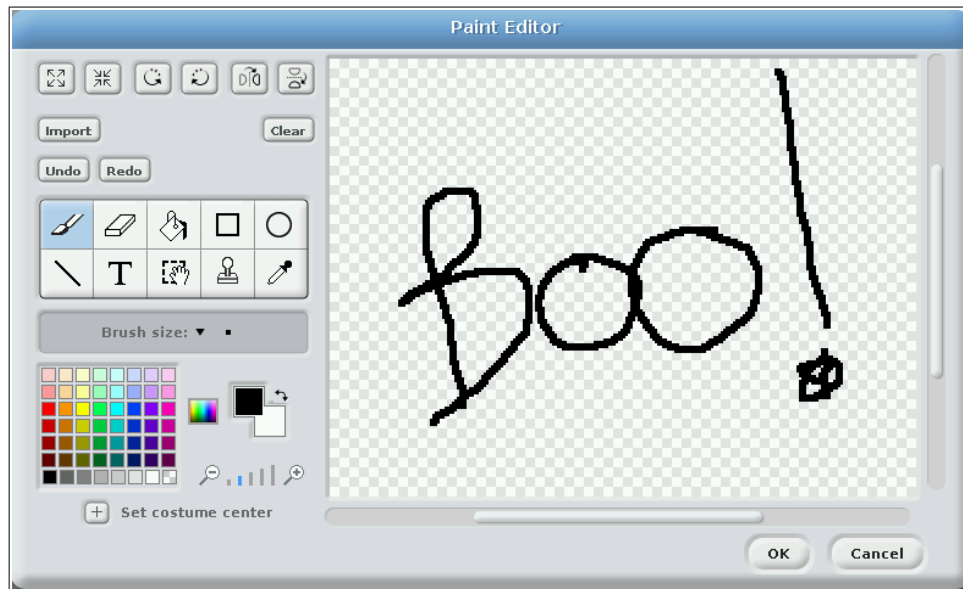 Paint Editor
Import
Clear
Undo
Redo
T
Brush size:
Set costume center
Boo!
OK
Cancel